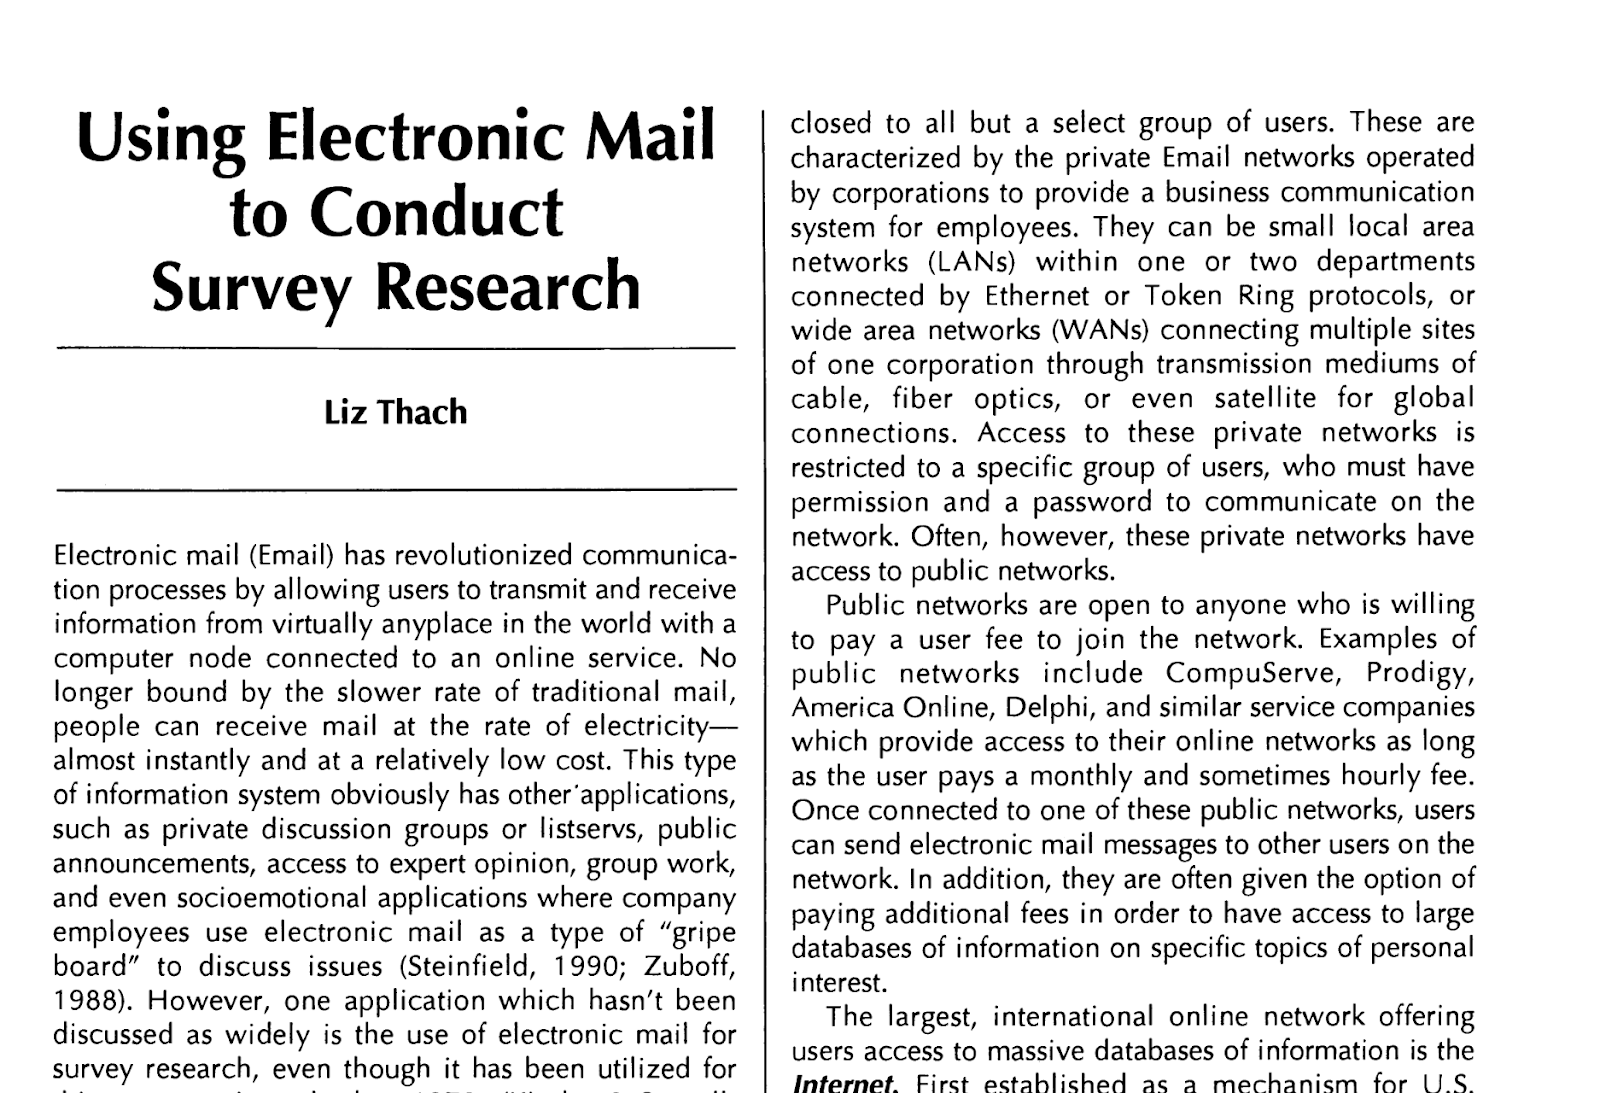 Using Electronic Mail
to Conduct
Survey Research
Liz Thach
Electronic mail (Email) has revolutionized communica-
tion processes by allowing users to transmit and receive
information from virtually anyplace in the world with a
computer node connected to an online service. No
longer bound by the slower rate of traditional mail,
people can receive mail at the rate of electricity—
almost instantly and at a relatively low cost. This type
of information system obviously has other applications,
such as private discussion groups or listservs, public
announcements, access to expert opinion, group work,
and even socioemotional applications where company
employees use electronic mail as a type of "gripe
board" to discuss issues (Steinfield, 1990; Zuboff,
1988). However, one application which hasn't been
discussed as widely is the use of electronic mail for
survey research, even though it has been utilized for
closed to all but a select group of users. These are
characterized by the private Email networks operated
by corporations to provide a business communication
system for employees. They can be small local area
networks (LANs) within one or two departments
connected by Ethernet or Token Ring protocols, or
wide area networks (WANs) connecting multiple sites
of one corporation through transmission mediums of
cable, fiber optics, or even satellite for global
connections. Access to these private networks is
restricted to a specific group of users, who must have
permission and a password to communicate on the
network. Often, however, these private networks have
access to public networks.
Public networks are open to anyone who is willing
to pay a user fee to join the network. Examples of
public networks include CompuServe, Prodigy,
America Online, Delphi, and similar service companies
which provide access to their online networks as long
as the user pays a monthly and sometimes hourly fee.
Once connected to one of these public networks, users
can send electronic mail messages to other users on the
network. In addition, they are often given the option of
paying additional fees in order to have access to large
databases of information on specific topics of personal
interest.
The largest, international online network offering
users access to massive databases of information is the
Internet. First established as a mechanism for U.S.